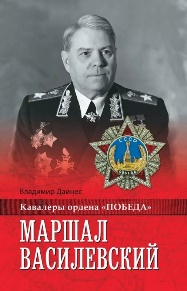 Владимир Дайнес
Кавалеры ордена «ПОБЕДА»
МАРШАЛ
ВАСИЛЕВСКИЙ